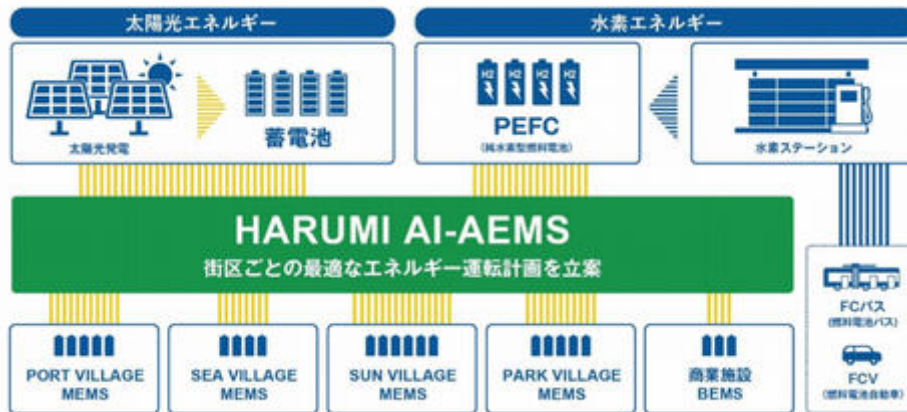 太陽光エネルギー
水素エネルギー
太陽光発電
蓄電池
H2 H2 H2 H2
PEFC
(純水素型燃料電池)
水素ステーション
HARUMI AI-AEMS
街区ごとの最適なエネルギー運転計画を立案
PORT VILLAGE
MEMS
SEA VILLAGE
MEMS
SUN VILLAGE
MEMS
PARK VILLAGE
MEMS
商業施設
BEMS
FCバス
(燃料電池バス)
FCV
(燃料電池自動車)